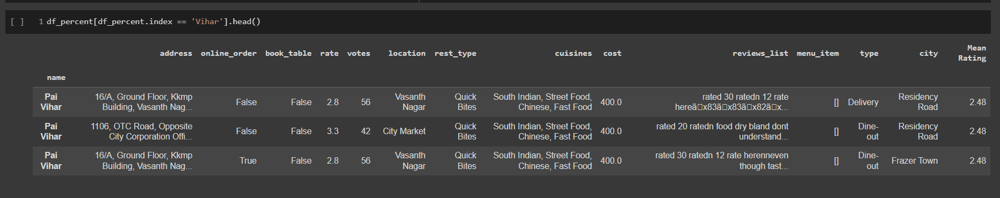 [ ] 1 df_percent[df_percent.index == 'Vihar'].head()
address online_order book_table rate votes location rest_type cuisines cost reviews_list menu_item type city Mean Rating
name
Pai Vihar 16/A, Ground Floor, Kkmp Building, Vasanth Nag... False False 2.8 56 Vasanth Nagar Quick Bites South Indian, Street Food, Chinese, Fast Food 400.0 rated 30 ratedn 12 rate hereã□x83ã□x83ã□x82ã□x... [] Delivery Residency Road 2.48
Pai Vihar 1106, OTC Road, Opposite City Corporation Offi... False False 3.3 42 City Market Quick Bites South Indian, Street Food, Chinese, Fast Food 400.0 rated 20 ratedn food dry bland dont understand... [] Dine-out Residency Road 2.48
Pai Vihar 16/A, Ground Floor, Kkmp Building, Vasanth Nag... True False 2.8 56 Vasanth Nagar Quick Bites South Indian, Street Food, Chinese, Fast Food 400.0 rated 30 ratedn 12 rate herenneven though tast... [] Dine-out Frazer Town 2.48